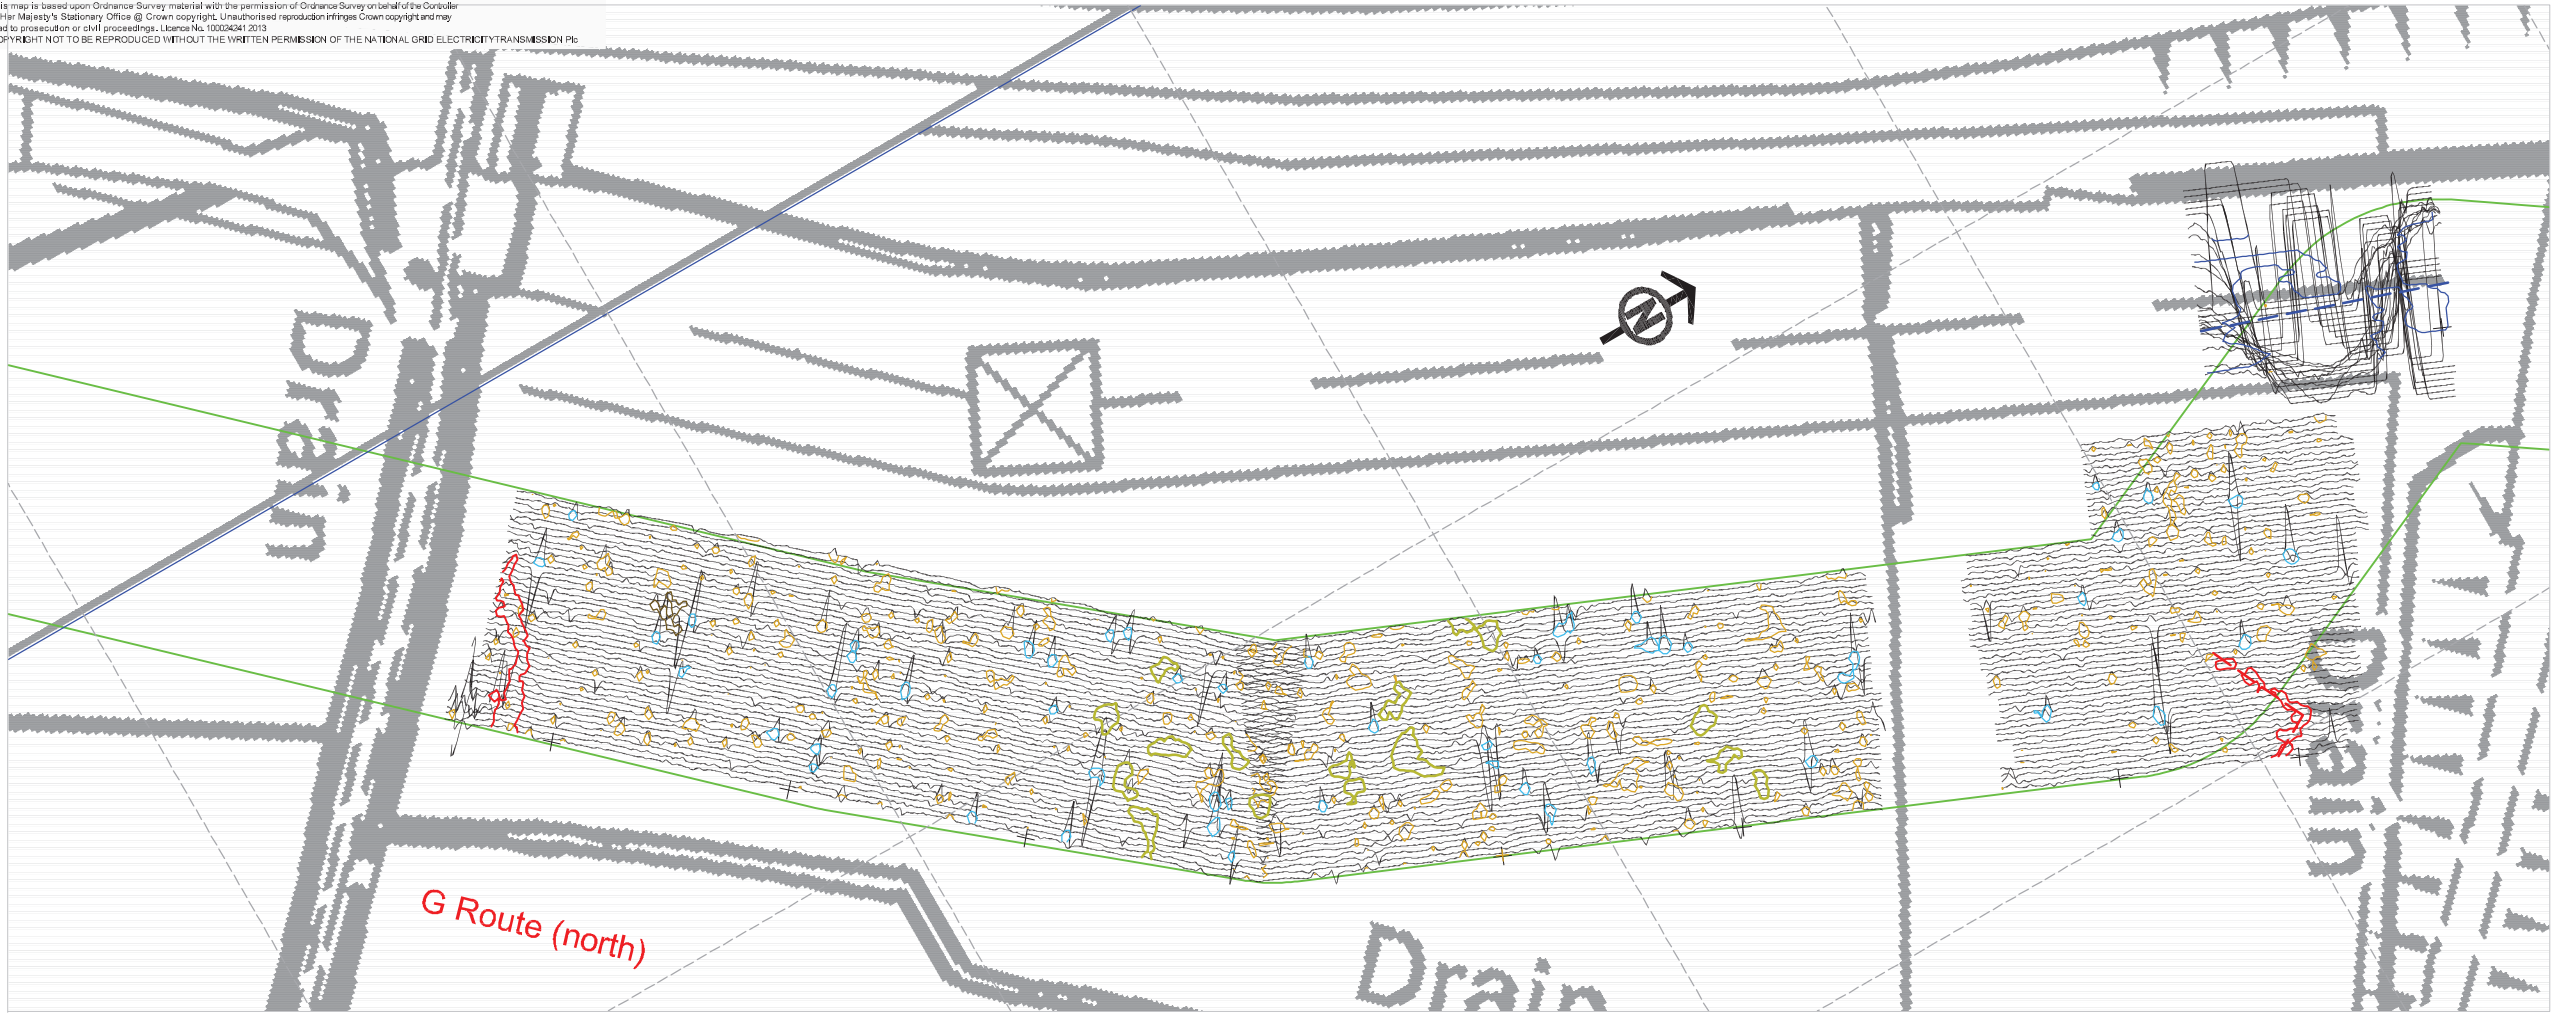 is map is based upon Ordnance Survey material with the permission of Ordnance Survey on behalf of the Controller
Her Majesty's Stationary Office @ Crown copyright. Unauthorised reproduction infringes Crown copyright and may
ad to prosecution or civil proceedings. Licence No. 100024241 2013
OPYRIGHT NOT TO BE REPRODUCED WITHOUT THE WRITTEN PERMISSION OF THE NATIONAL GRID ELECTRICITYTRANSMISSION Plc
Drain
N
Drain
G Route (north)
Drain